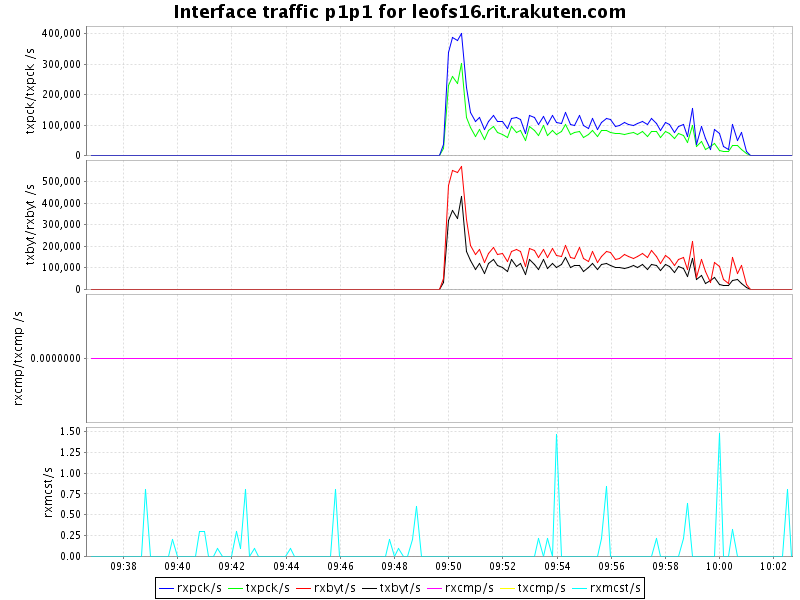 Interface traffic p1p1 for leofs16.rit.rakuten.com
txpck/txpck /s
400,000
300,000
200,000
100,000
0
txbyt/rxbyt /s
500,000
400,000
300,000
200,000
100,000
0
rxcmp/txcmp /s
0.0000000
rxmcst/s
1.50
1.25
1.00
0.75
0.50
0.25
0.00
09:38 09:40 09:42 09:44 09:46 09:48 09:50 09:52 09:54 09:56 09:58 10:00 10:02
rxpck/s txpck/s rxbyt/s txbyt/s rxcmp/s txcmp/s rxmcst/s